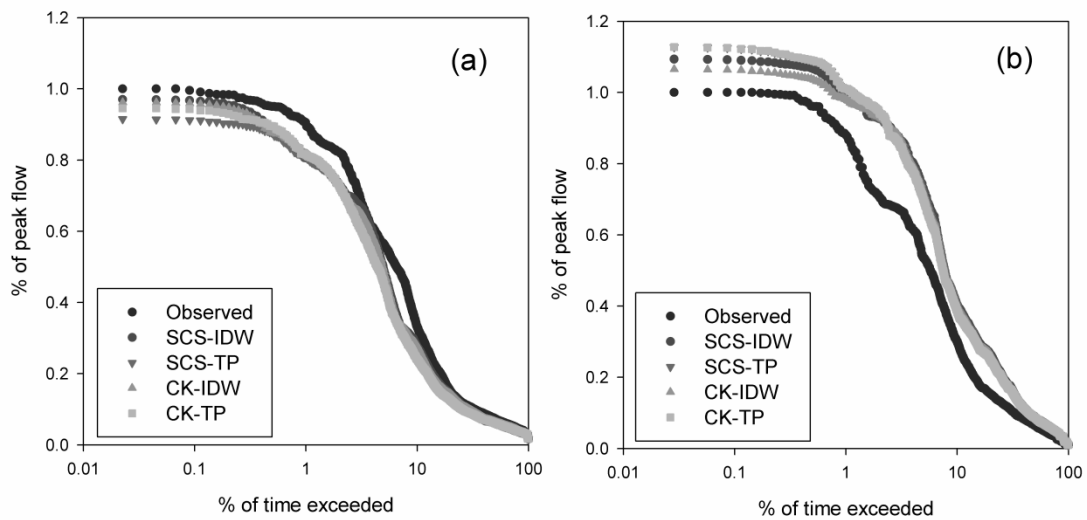 (a)
% of peak flow
1.2
1.0
0.8
0.6
0.4
0.2
0.0
Observed
SCS-IDW
SCS-TP
CK-IDW
CK-TP
0.01
0.1
1
10
100
% of time exceeded
(b)
% of peak flow
1.2
1.0
0.8
0.6
0.4
0.2
0.0
Observed
SCS-IDW
SCS-TP
CK-IDW
CK-TP
0.01
0.1
1
10
100
% of time exceeded